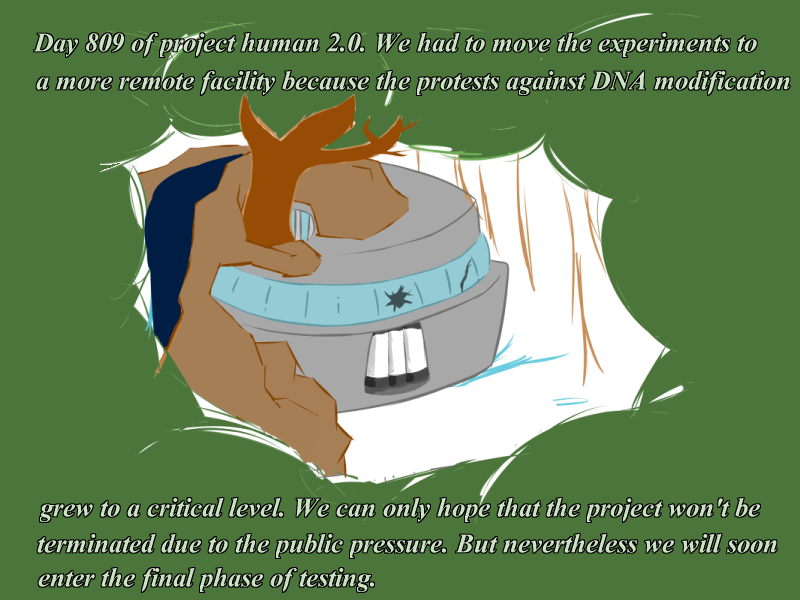 Day 809 of project human 2.0. We had to move the experiments to
a more remote facility because the protests against DNA modification
grew to a critical level. We can only hope that the project won't be
terminated due to the public pressure. But nevertheless we will soon
enter the final phase of testing.